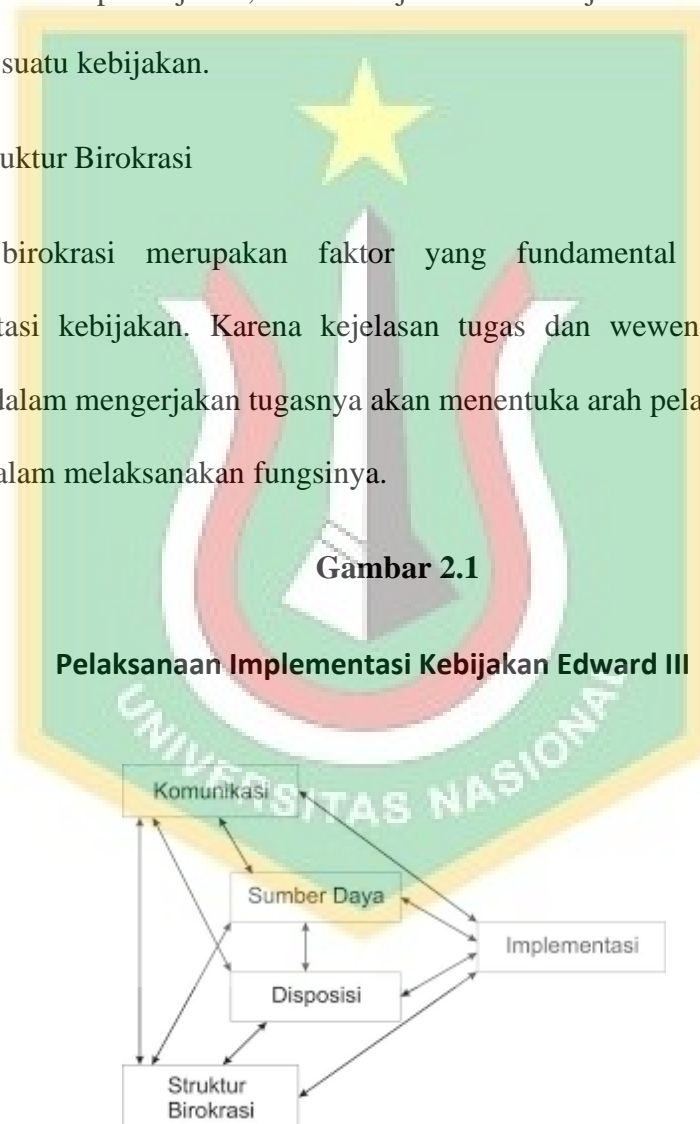 suatu kebijakan.
uktur Birokrasi
birokrasi merupakan faktor yang fundamental
tasi kebijakan. Karena kejelasan tugas dan wewen
dalam mengerjakan tugasnya akan menentuka arah pela
alam melaksanakan fungsinya.
Gambar 2.1
Pelaksanaan Implementasi Kebijakan Edward III
UNIVERSITAS NASIONAL
Komunikasi
Sumber Daya
Implementasi
Disposisi
Struktur
Birokrasi